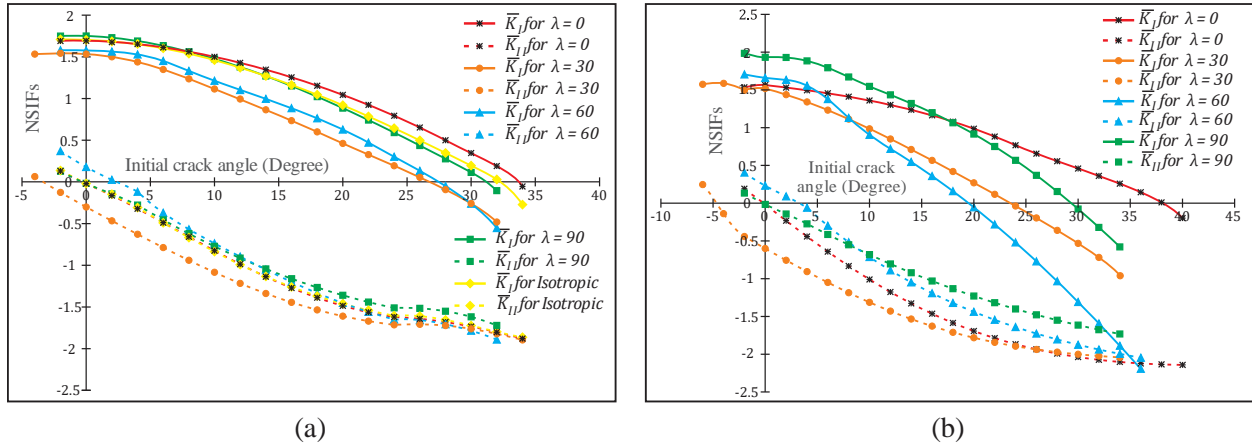 2
1.5
1
0.5
0
-0.5
-1
-1.5
-2
-2.5
NSIFs
-5 0 5 10 15 20 25 30 35 40
Initial crack angle (Degree)
K̅I for λ=0
K̅II for λ=0
K̅I for λ=30
K̅II for λ=30
K̅I for λ=60
K̅II for λ=60
K̅I for λ=90
K̅II for λ=90
K̅I for Isotropic
K̅II for Isotropic
(a)
2.5
2
1.5
1
0.5
0
-0.5
-1
-1.5
-2
-2.5
NSIFs
-10 -5 0 5 10 15 20 25 30 35 40 45
Initial crack
angle (Degree)
K̅I for λ=0
K̅II for λ=0
K̅I for λ=30
K̅II for λ=30
K̅I for λ=60
K̅II for λ=60
K̅I for λ=90
K̅II for λ=90
(b)